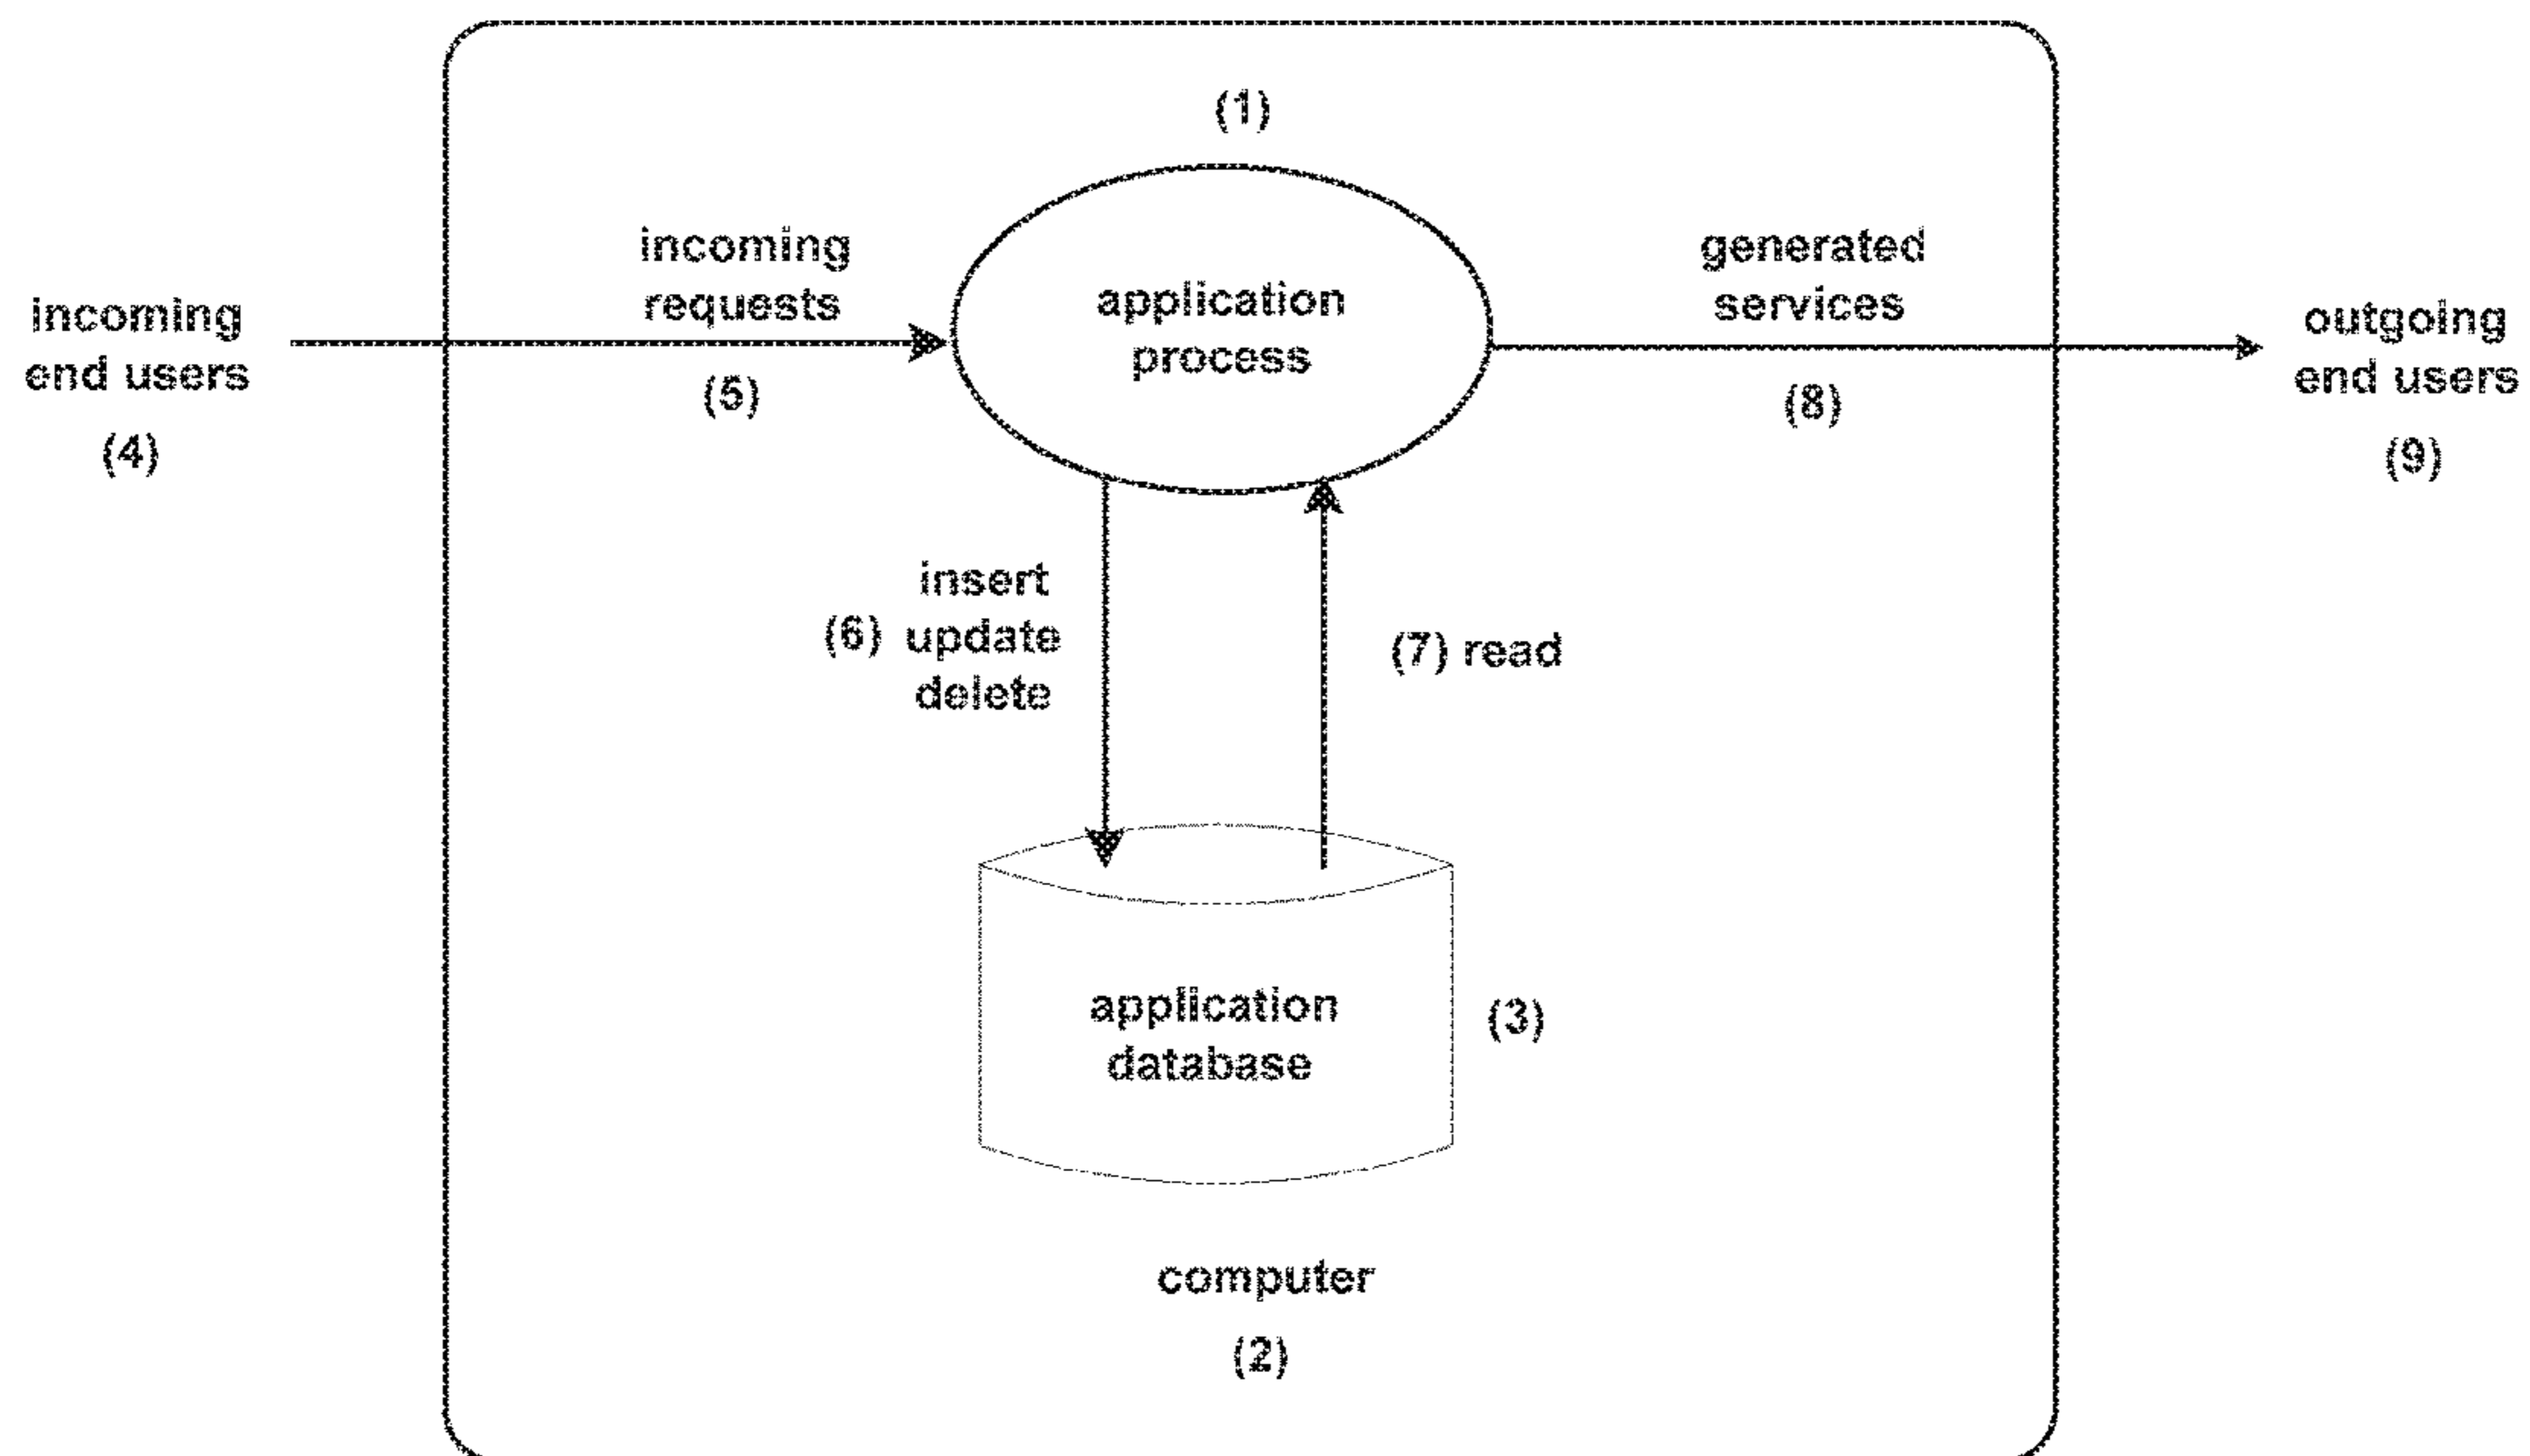 (1)
incoming
requests
(5)
incoming
end users
(4)
application
process
generated
services
(8)
outgoing
end users
(9)
insert
(6) update
delete
(7) read
application
database
(3)
computer
(2)